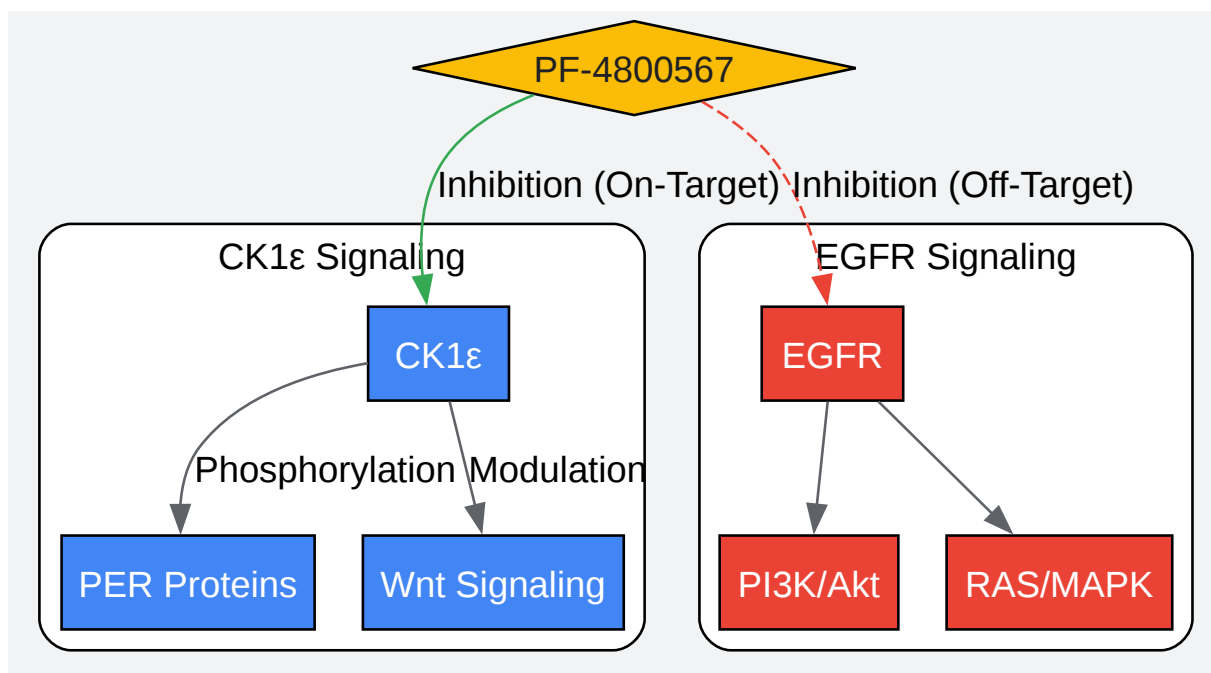 PF-4800567
Inhibition (On-Target)
Inhibition (Off-Target)
CK1ε Signaling
EGFR Signaling
CK1ε
EGFR
Phosphorylation
Modulation
PER Proteins
Wnt Signaling
PI3K/Akt
RAS/MAPK